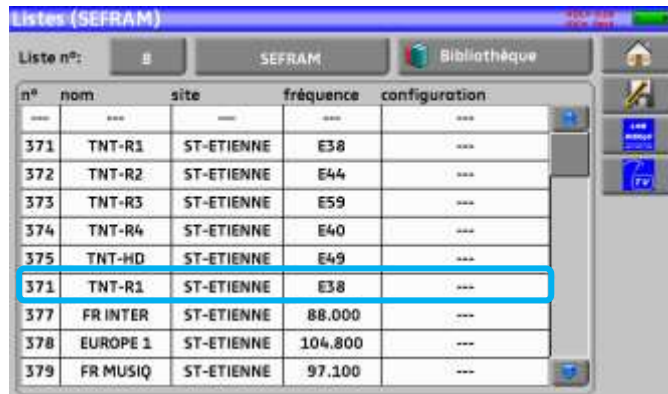 Listes (SEFRAM)
Liste n°: 8 SEFRAM Bibliothèque
n° nom site fréquence configuration
--- --- --- --- ---
371 TNT-R1 ST-ETIENNE E38 ---
372 TNT-R2 ST-ETIENNE E44 ---
373 TNT-R3 ST-ETIENNE E59 ---
374 TNT-R4 ST-ETIENNE E40 ---
375 TNT-HD ST-ETIENNE E49 ---
371 TNT-R1 ST-ETIENNE E38 ---
377 FR INTER ST-ETIENNE 88.000 ---
378 EUROPE 1 ST-ETIENNE 104.800 ---
379 FR MUSIQ ST-ETIENNE 97.100 ---
TV